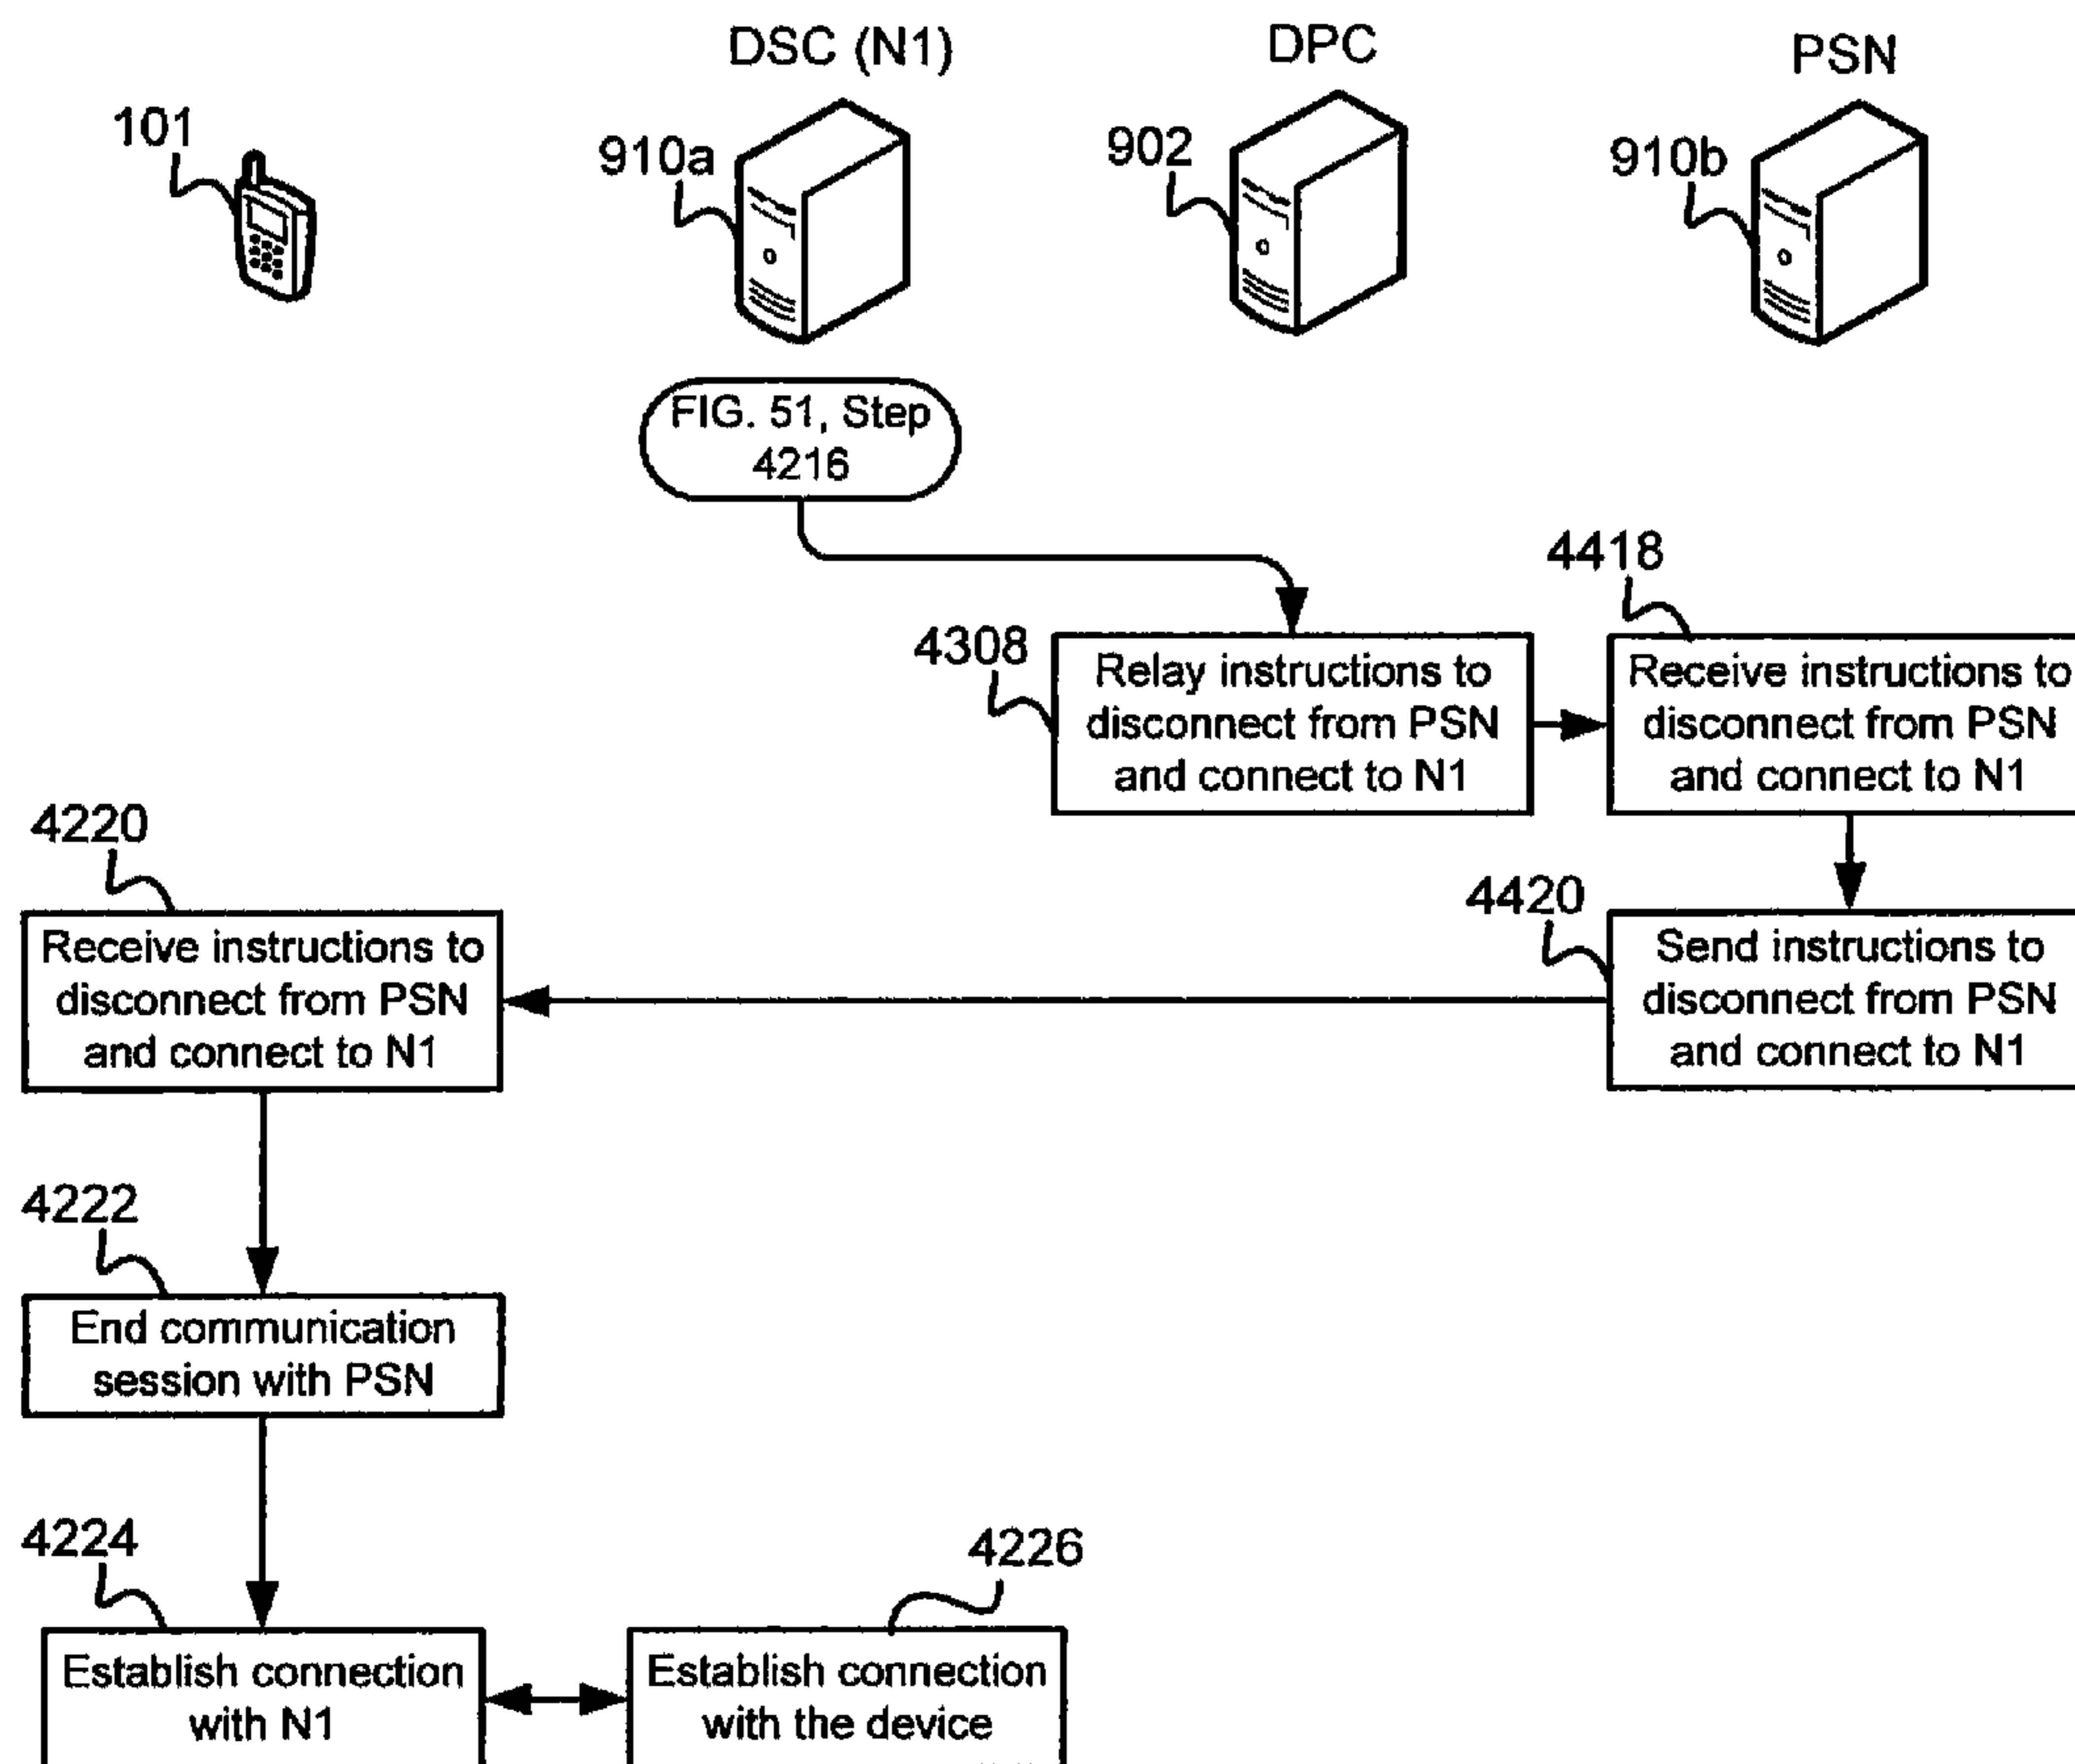 DSC (N1)
DPC
PSN
101
910a
902
910b
FIG. 51, Step
4216
4418
4308
Relay instructions to
disconnect from PSN
and connect to N1
Receive instructions to
disconnect from PSN
and connect to N1
4220
4420
Receive instructions to
disconnect from PSN
and connect to N1
Send instructions to
disconnect from PSN
and connect to N1
4222
End communication
session with PSN
4224
4226
Establish connection
with N1
Establish connection
with the device